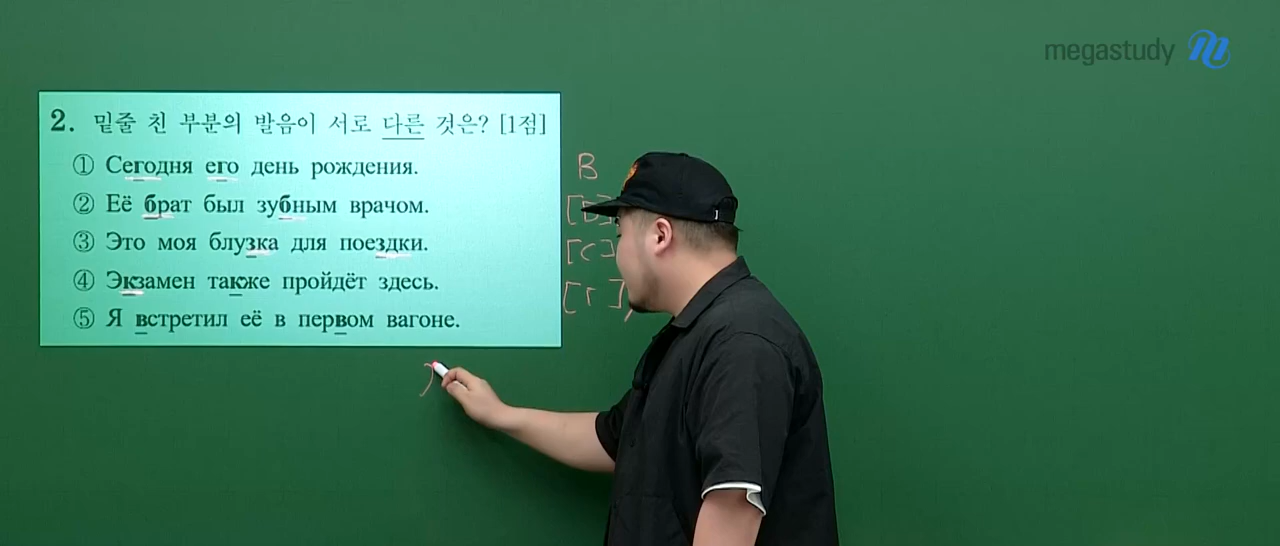 megastudy
2. 밑줄 친 부분의 발음이 서로 다른 것은? [1점]
① Сегодня его день рождения.
② Её брат был зубным врачом.
③ Это моя блузка для поездки.
④ Экзамен также пройдёт здесь.
⑤ Я встретил её в первом вагоне.
В
[с]
[г]